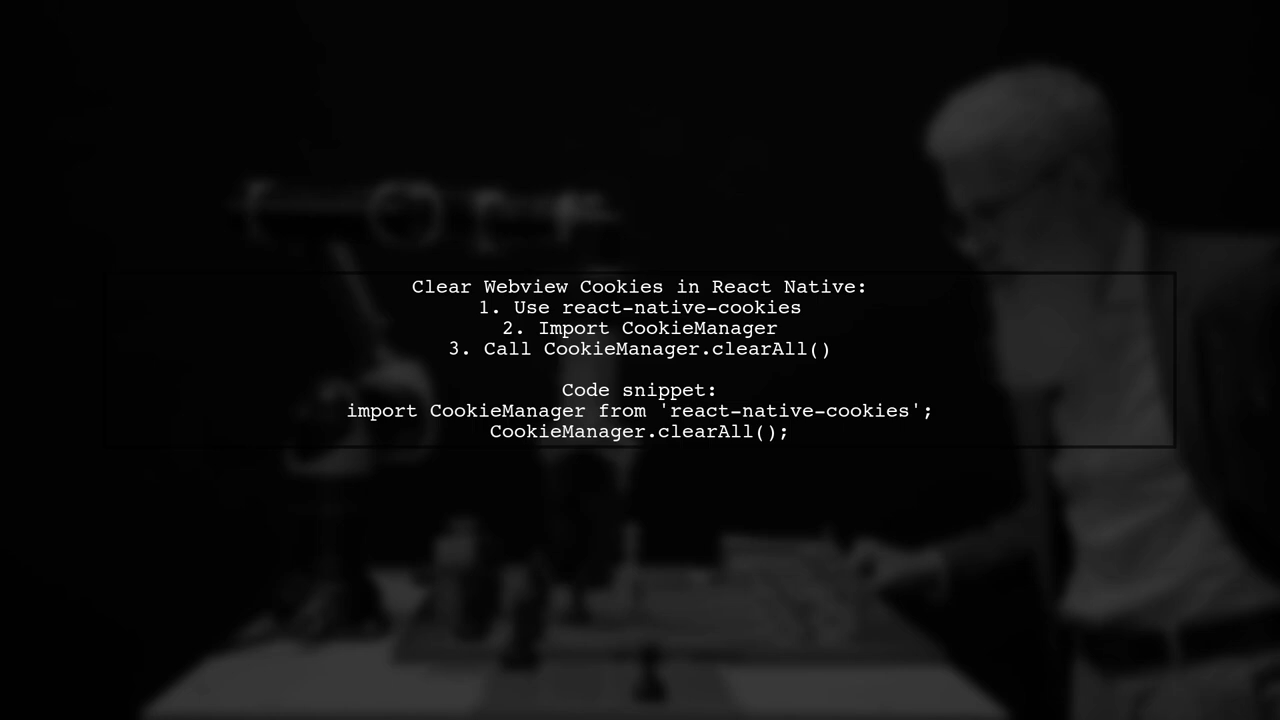 Clear Webview Cookies in React Native:
1. Use react-native-cookies
2. Import CookieManager
3. Call CookieManager.clearAll()
Code snippet:
import CookieManager from 'react-native-cookies';
CookieManager.clearAll();